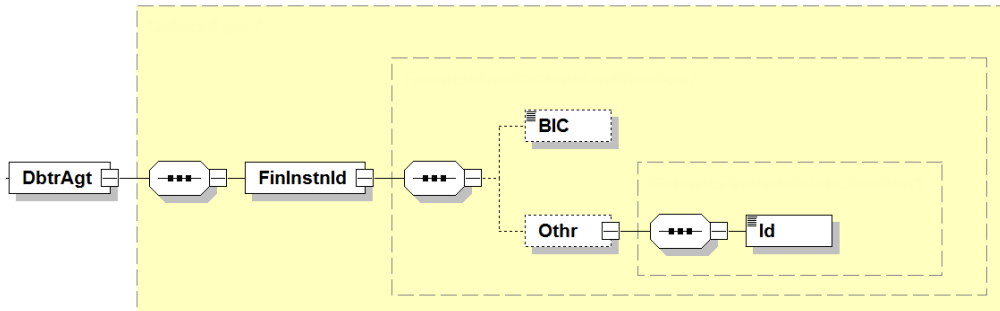 BIC
DbtrAgt
FinInstnId
Othr
Id